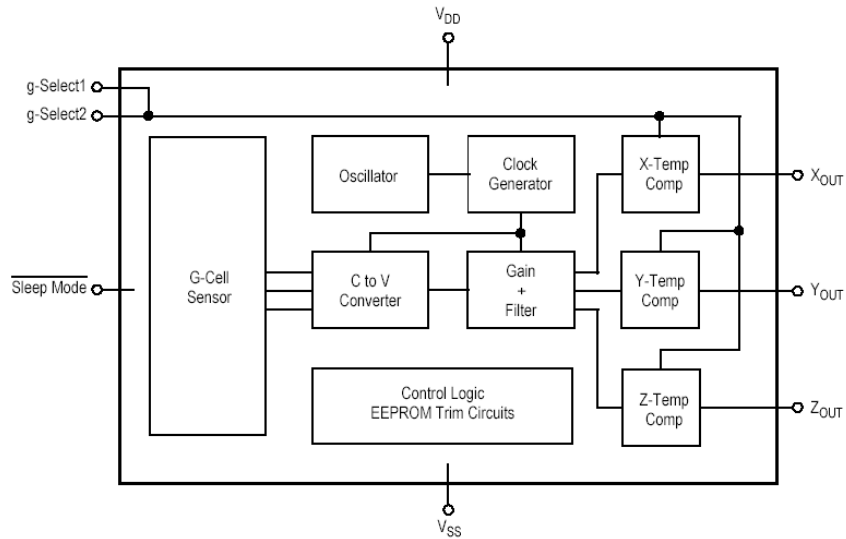 VDD
g-Select1
g-Select2
Oscillator
Clock
Generator
X-Temp
Comp
XOUT
Sleep Mode
G-Cell
Sensor
C to V
Converter
Gain
+
Filter
Y-Temp
Comp
YOUT
Control Logic
EEPROM Trim Circuits
Z-Temp
Comp
ZOUT
VSS